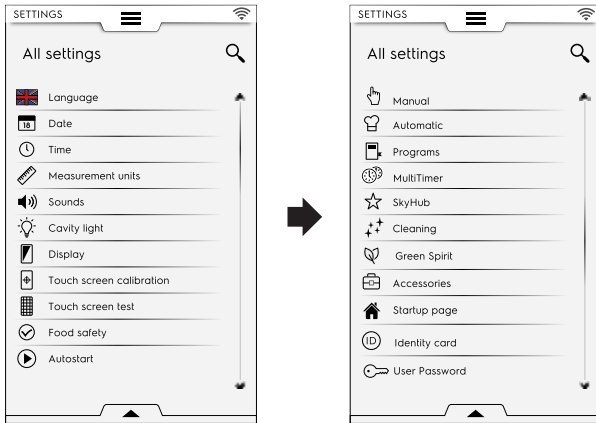 SETTINGS
All settings
Language
18 Date
Time
Measurement units
Sounds
Cavity light
Display
Touch screen calibration
Touch screen test
Food safety
Autostart
SETTINGS
All settings
Manual
Automatic
Programs
MultiTimer
SkyHub
Cleaning
Green Spirit
Accessories
Startup page
ID Identity card
User Password